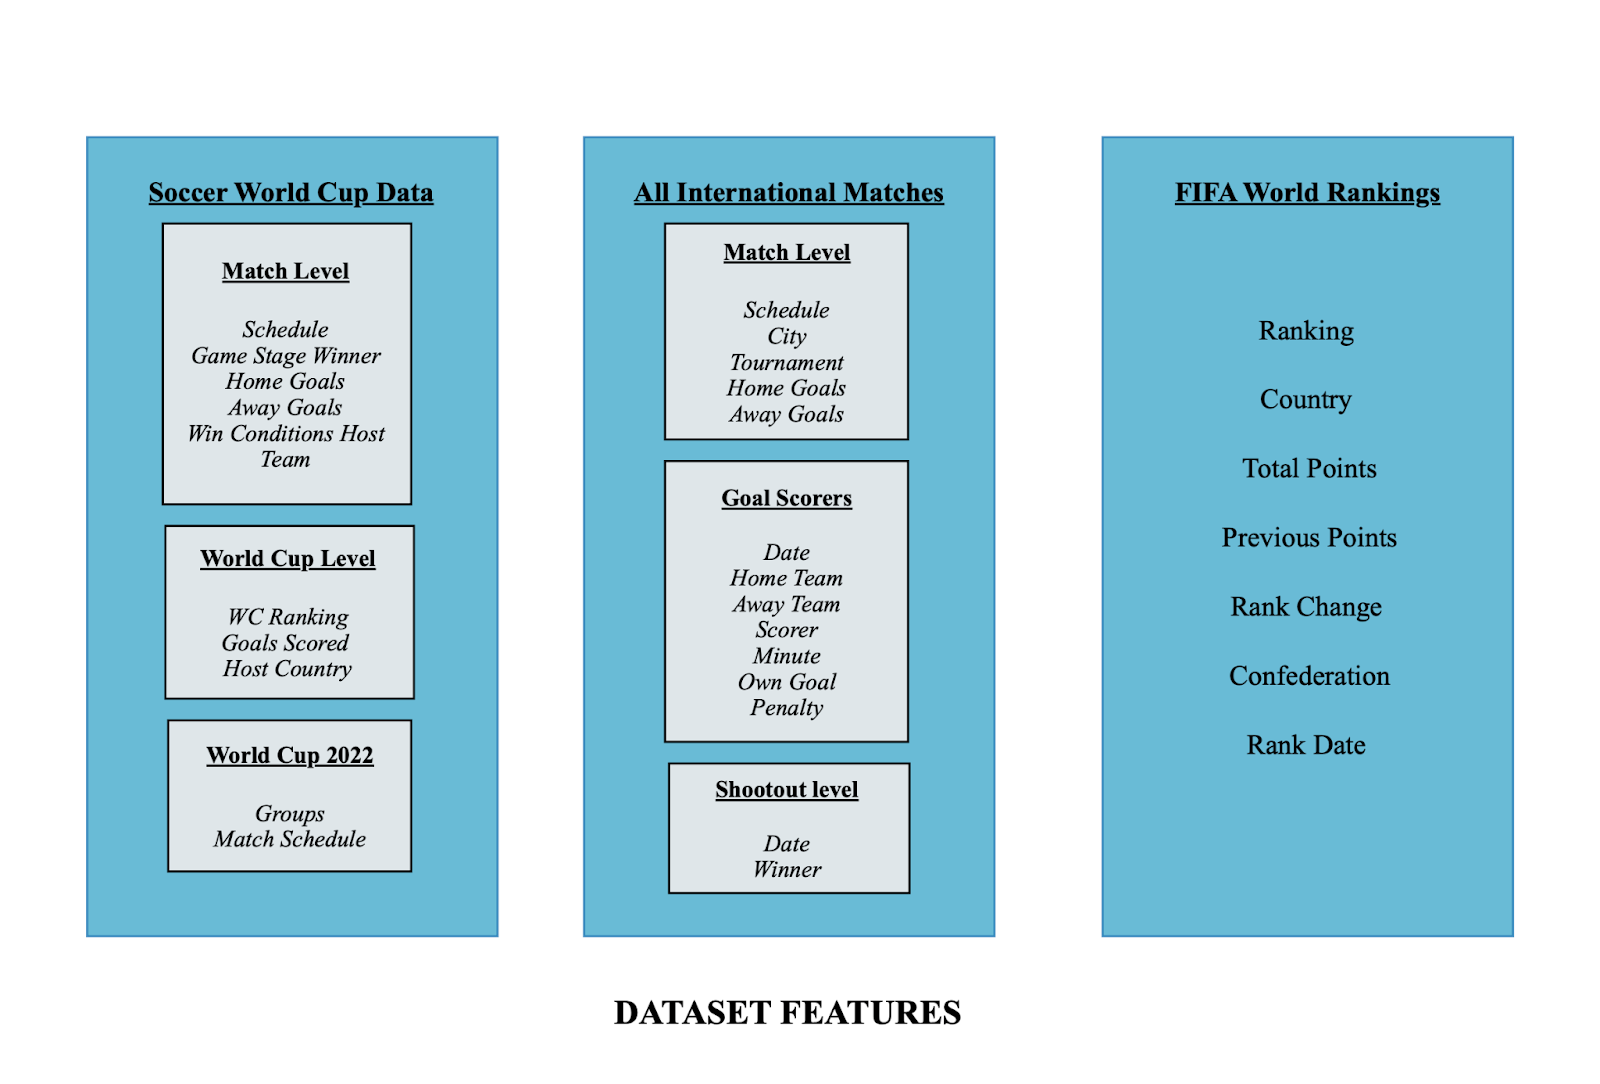 Soccer World Cup Data
Match Level
Schedule
Game Stage Winner
Home Goals
Away Goals
Win Conditions Host
Team
World Cup Level
WC Ranking
Goals Scored
Host Country
World Cup 2022
Groups
Match Schedule
All International Matches
Match Level
Schedule
City
Tournament
Home Goals
Away Goals
Goal Scorers
Date
Home Team
Away Team
Scorer
Minute
Own Goal
Penalty
Shootout level
Date
Winner
FIFA World Rankings
Ranking
Country
Total Points
Previous Points
Rank Change
Confederation
Rank Date
DATASET FEATURES